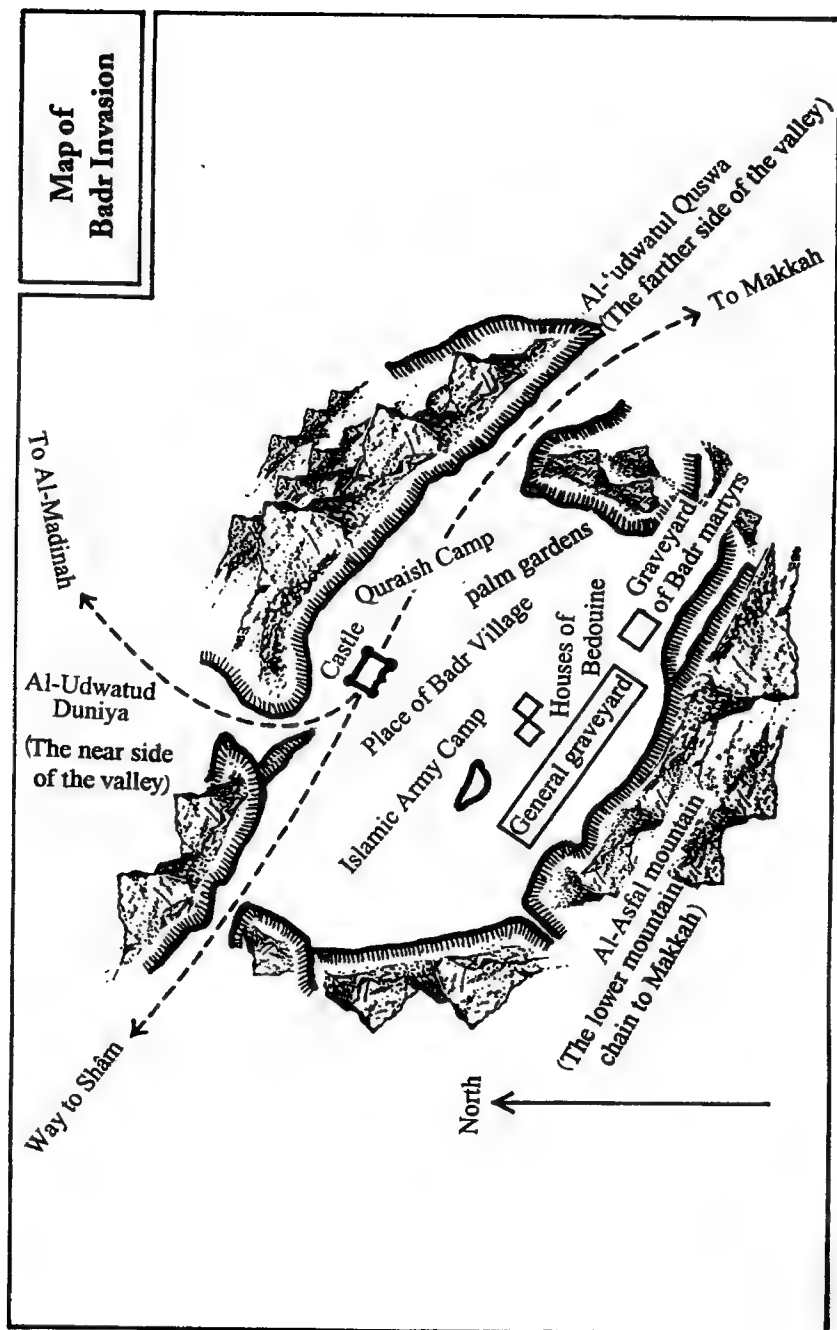 Map of
Badr Invasion
To Al-Madinah
Al-Udwatud
Duniya
(The near side
of the valley)
Way to Shâm
Castle
Quraish Camp
palm gardens
Place of Badr Village
Islamic Army Camp
Houses of
Bedouine
General graveyard
Graveyard
of Badr martyrs
Al-‘udwatul Quswa
(The farther side of the valley)
To Makkah
Al-Asfal mountain
(The lower mountain
chain to Makkah)
North